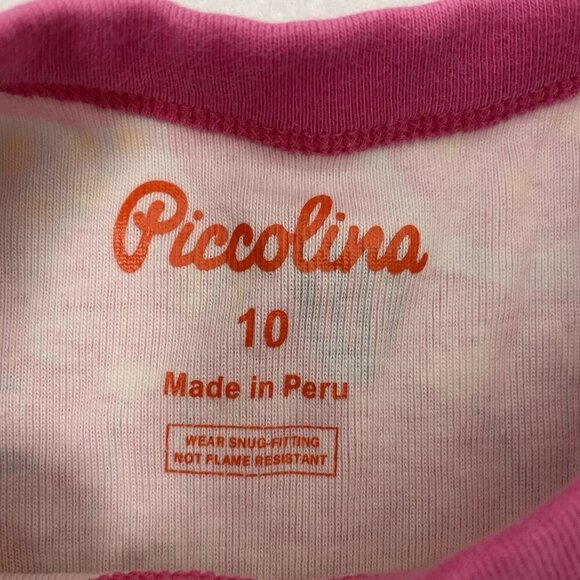 Piccolina
10
Made in Peru
WEAR SNUG-FITTING
NOT FLAME RESISTANT